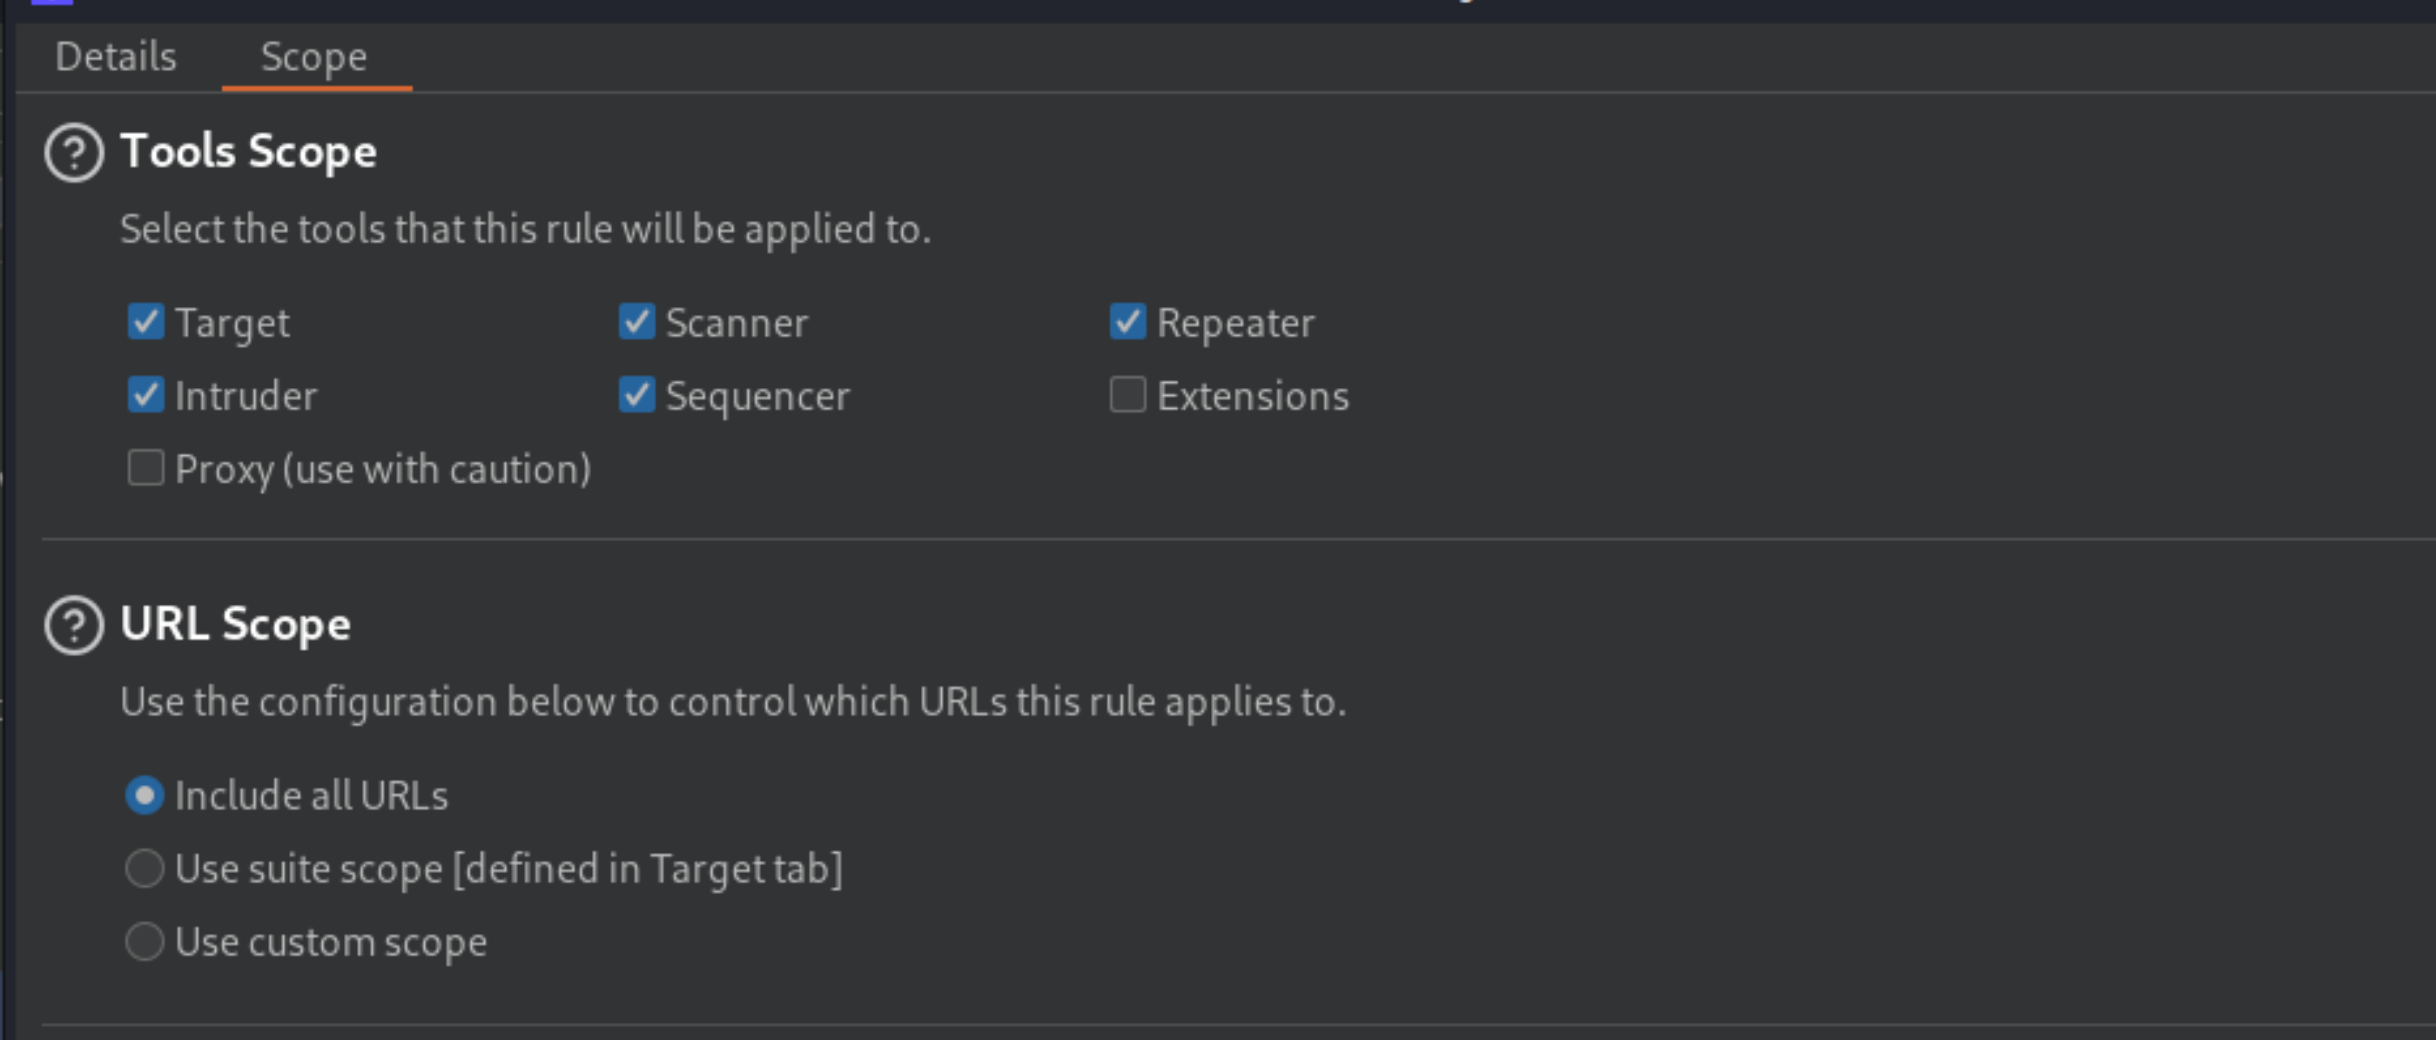 Details Scope
Tools Scope
Select the tools that this rule will be applied to.
Target Scanner Repeater
Intruder Sequencer Extensions
Proxy (use with caution)
URL Scope
Use the configuration below to control which URLs this rule applies to.
Include all URLs
Use suite scope [defined in Target tab]
Use custom scope